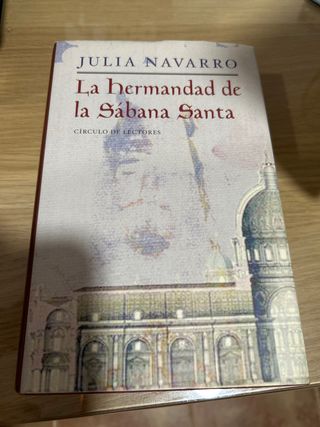 JULIA NAVARRO
La hermandad de
la Sábana Santa
CÍRCULO DE LECTORES